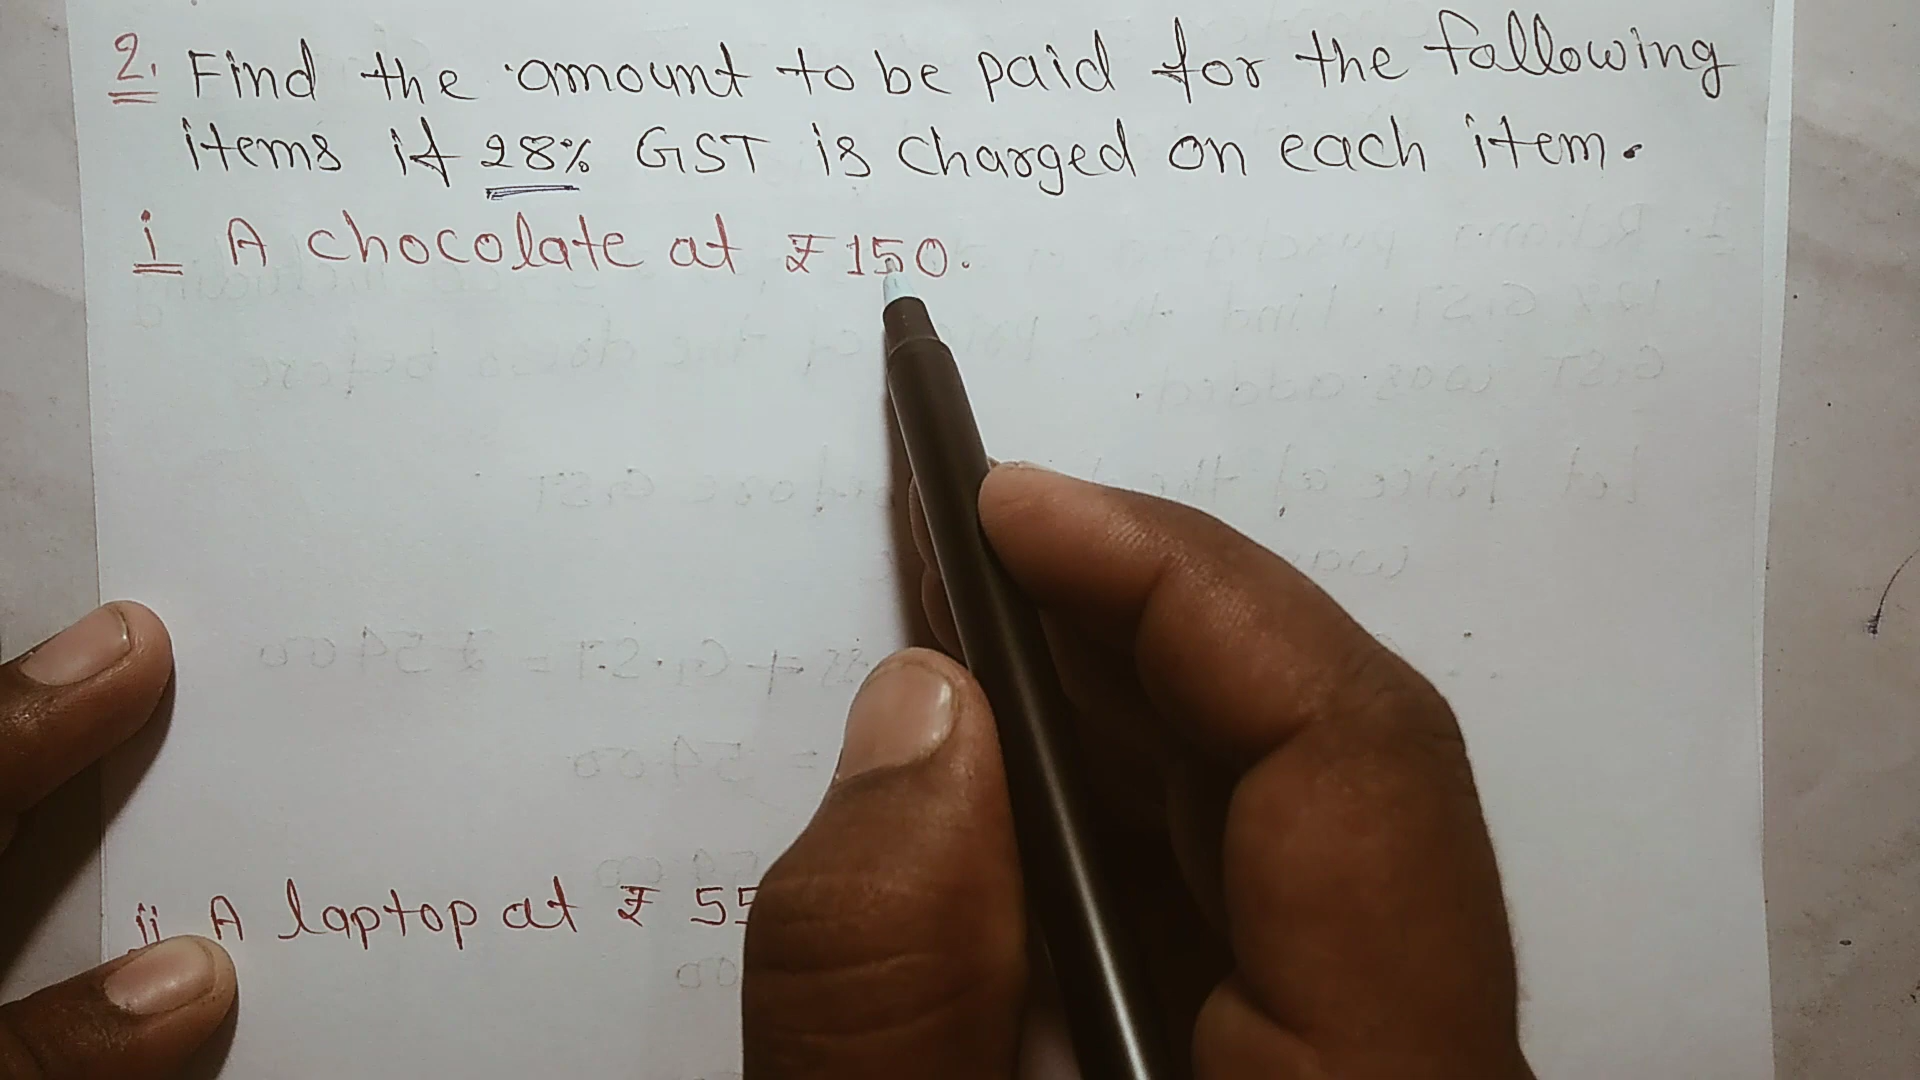 2. Find the amount to be paid for the following
items if 28% GST is charged on each item.
i A chocolate at ₹150.
ii A laptop at ₹ 55